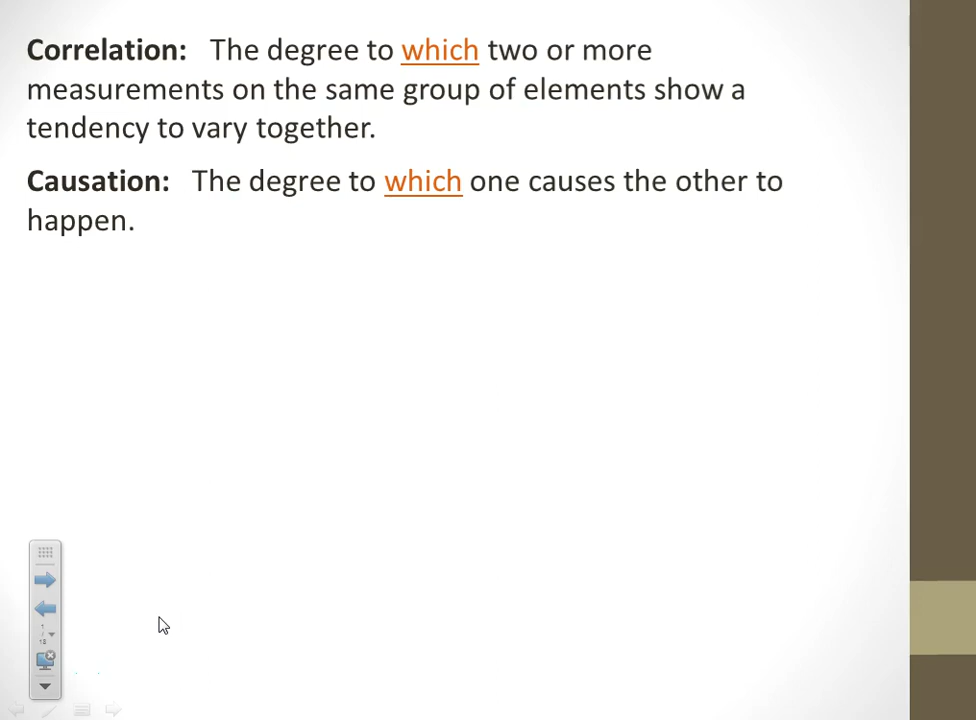 Correlation: The degree to which two or more
measurements on the same group of elements show a
tendency to vary together.
Causation: The degree to which one causes the other to
happen.